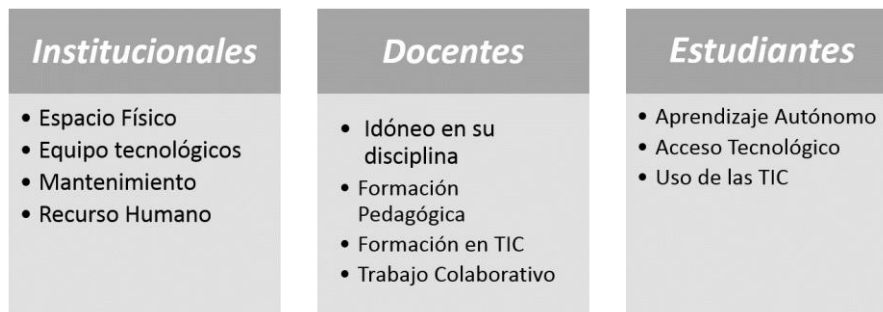 Institucionales
• Espacio Físico
• Equipo tecnológicos
• Mantenimiento
• Recurso Humano
Docentes
• Idóneo en su
disciplina
• Formación
Pedagógica
• Formación en TIC
• Trabajo Colaborativo
Estudiantes
• Aprendizaje Autónomo
• Acceso Tecnológico
• Uso de las TIC